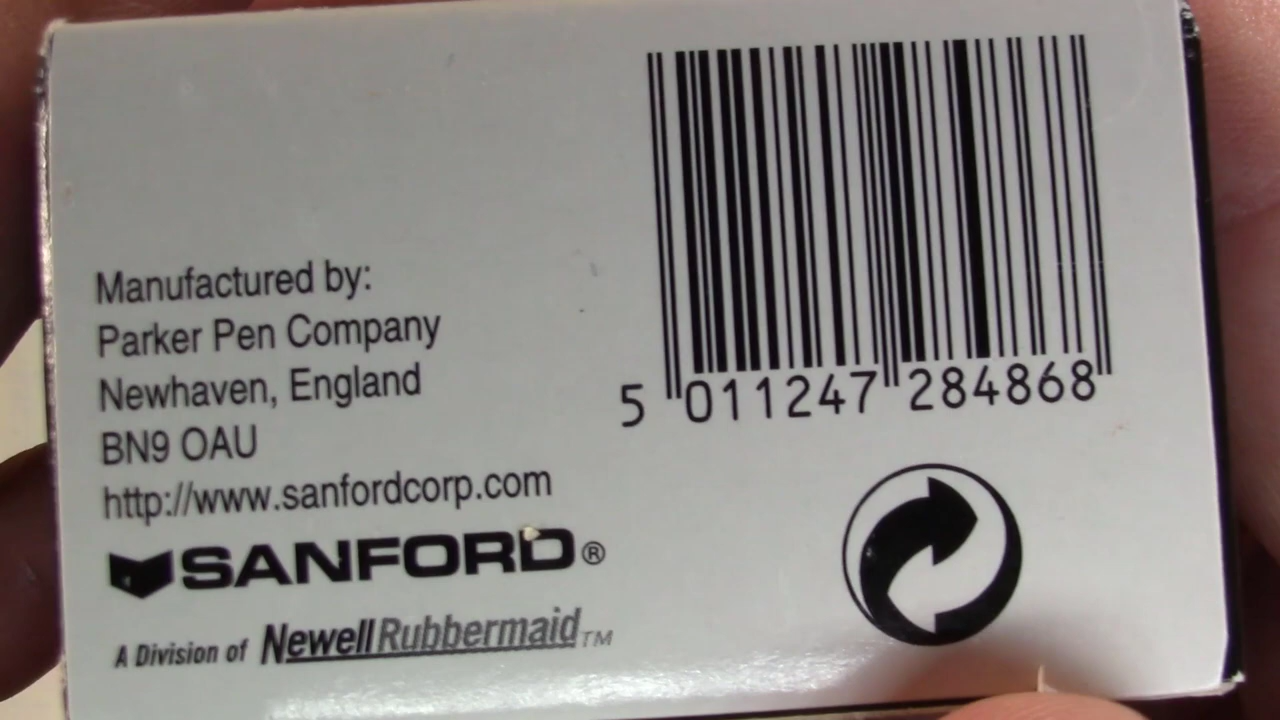 Manufactured by:
Parker Pen Company
Newhaven, England
BN9 OAU
http://www.sanfordcorp.com
SANFORD®
A Division of Newell Rubbermaid TM
5 011247 284868